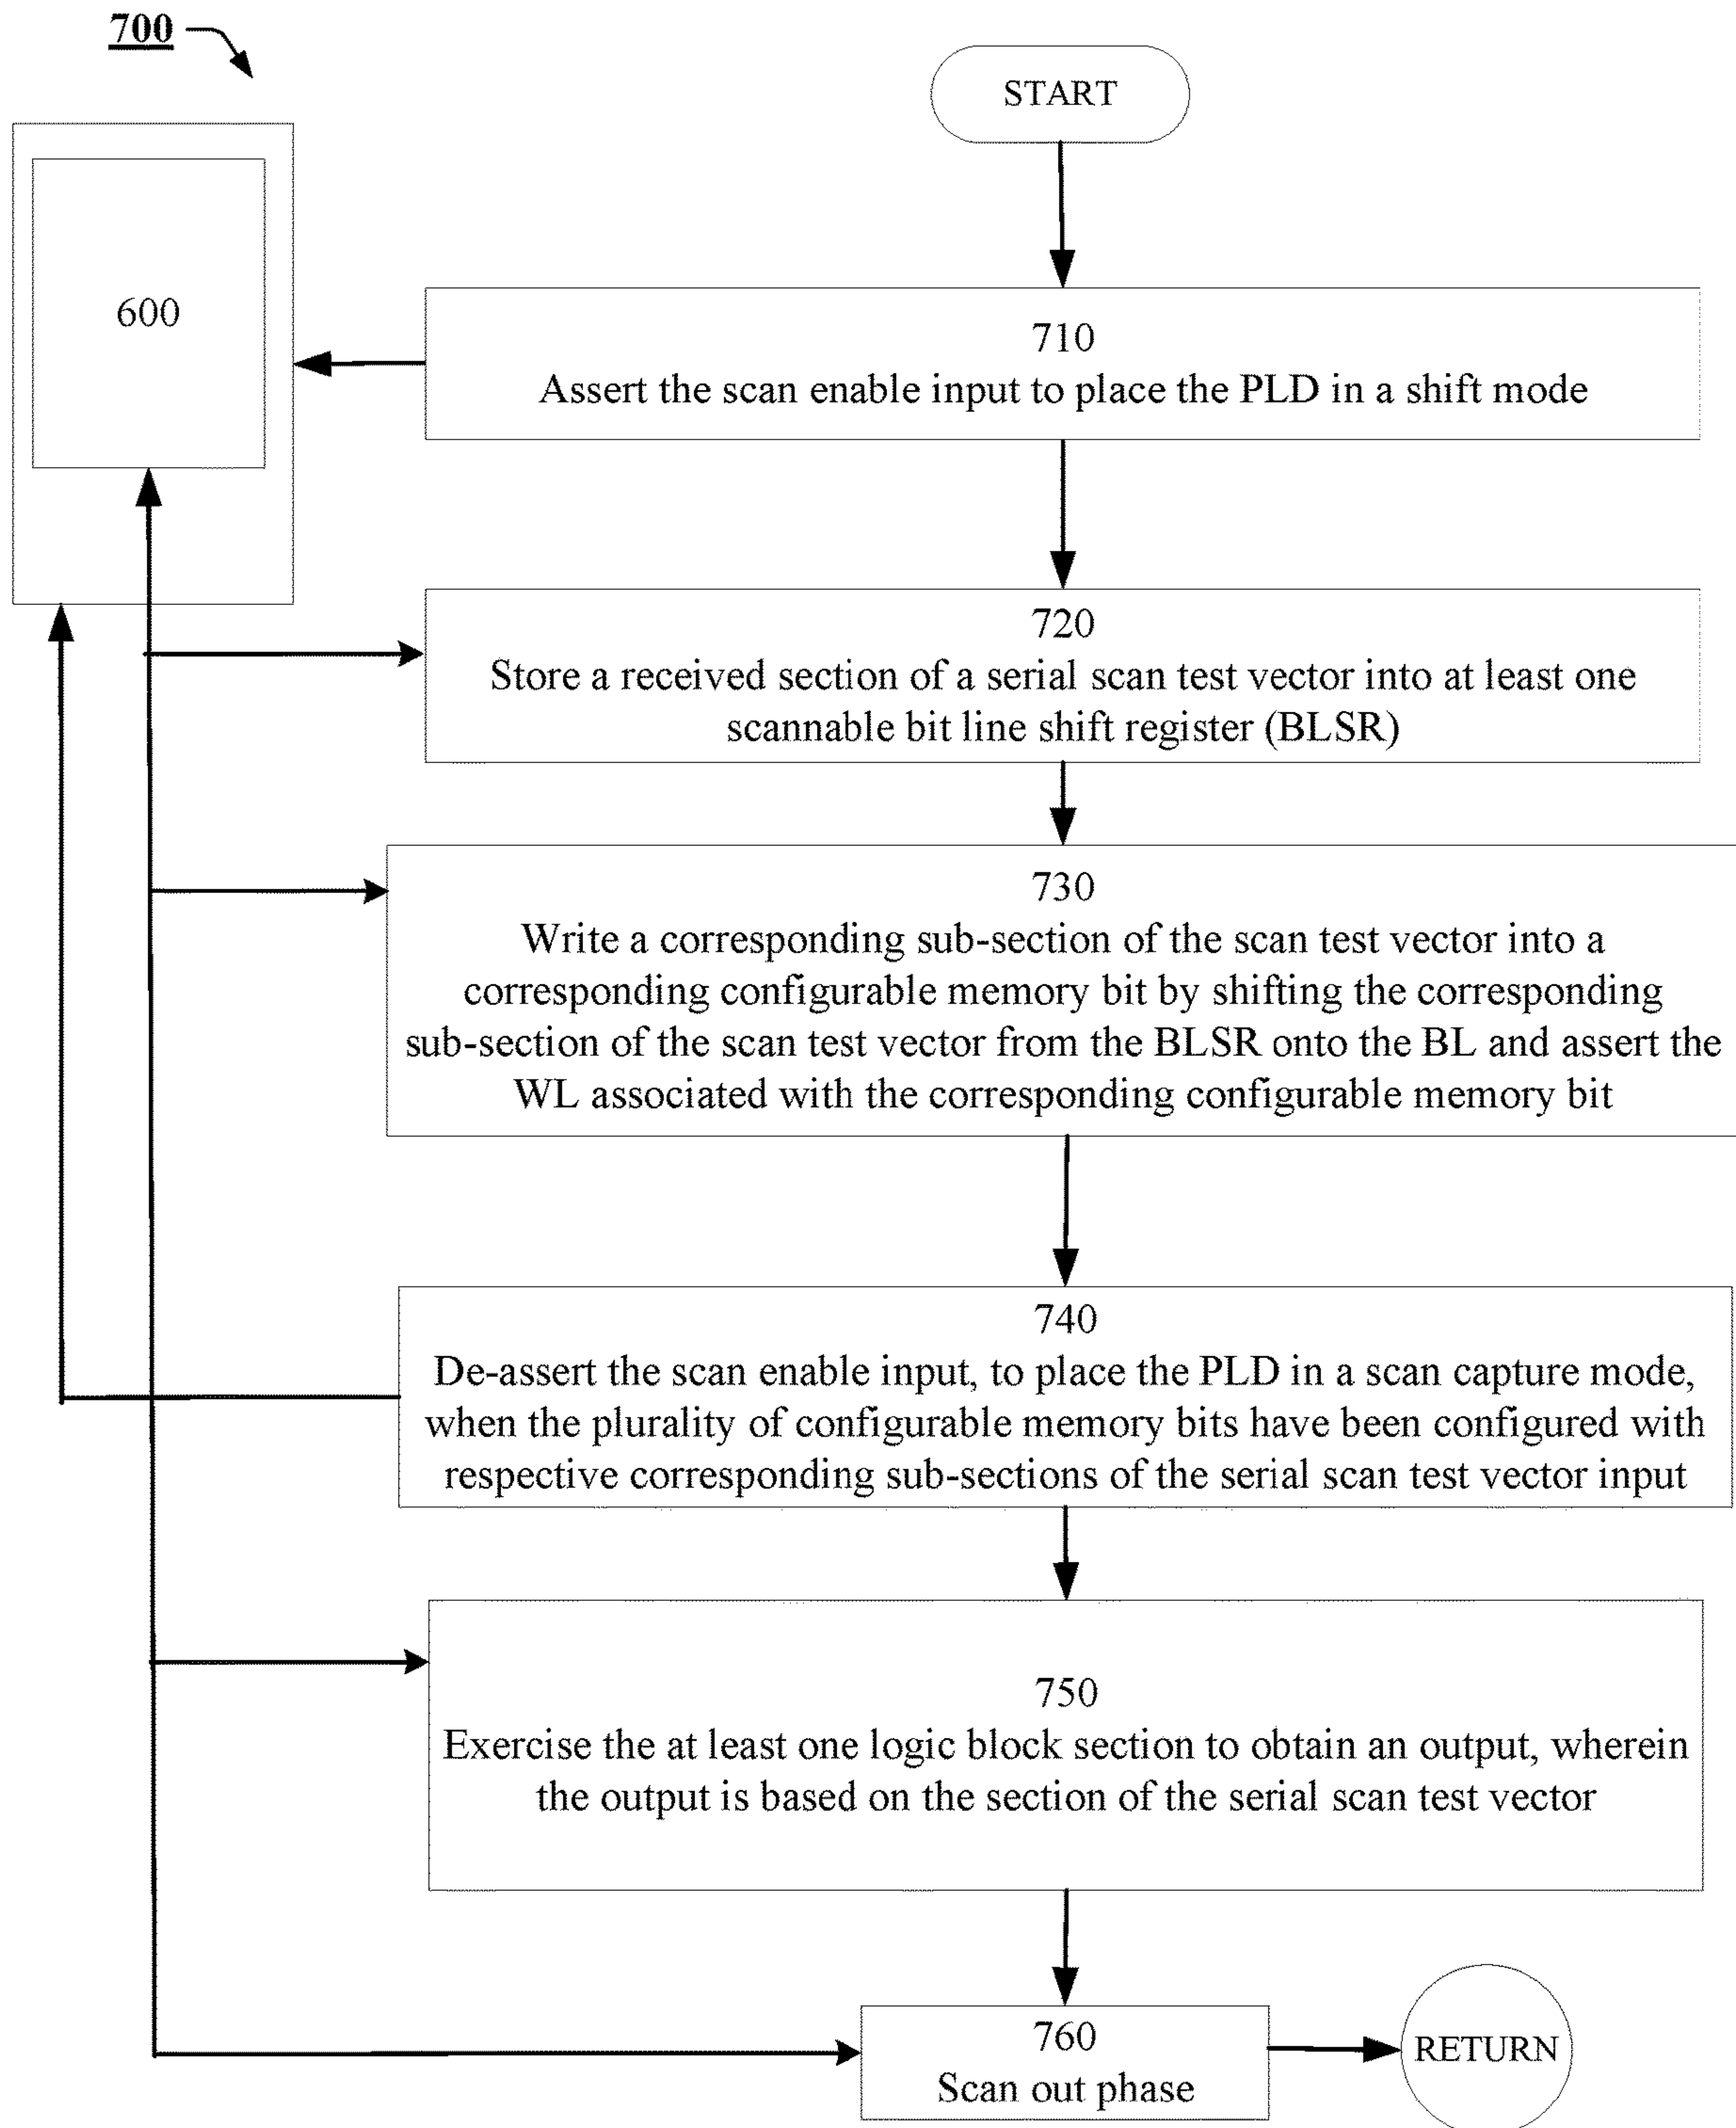 700
START
600
710
Assert the scan enable input to place the PLD in a shift mode
720
Store a received section of a serial scan test vector into at least one
scannable bit line shift register (BLSR)
730
Write a corresponding sub-section of the scan test vector into a
corresponding configurable memory bit by shifting the corresponding
sub-section of the scan test vector from the BLSR onto the BL and assert the
WL associated with the corresponding configurable memory bit
740
De-assert the scan enable input, to place the PLD in a scan capture mode,
when the plurality of configurable memory bits have been configured with
respective corresponding sub-sections of the serial scan test vector input
750
Exercise the at least one logic block section to obtain an output, wherein
the output is based on the section of the serial scan test vector
760
Scan out phase
RETURN